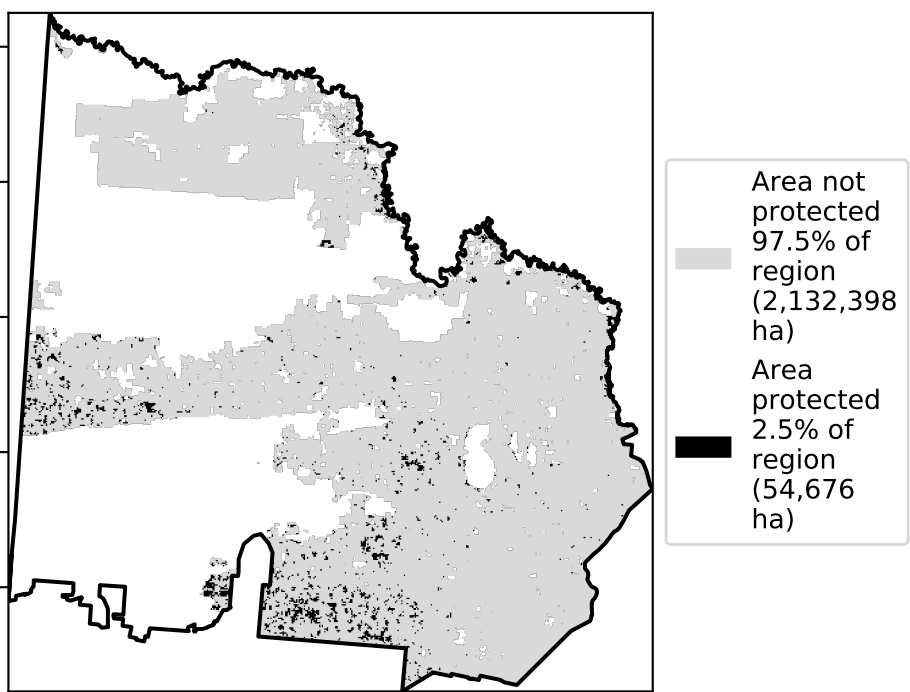 Area not
protected
97.5% of
region
(2,132,398
ha)
Area
protected
2.5% of
region
(54,676
ha)